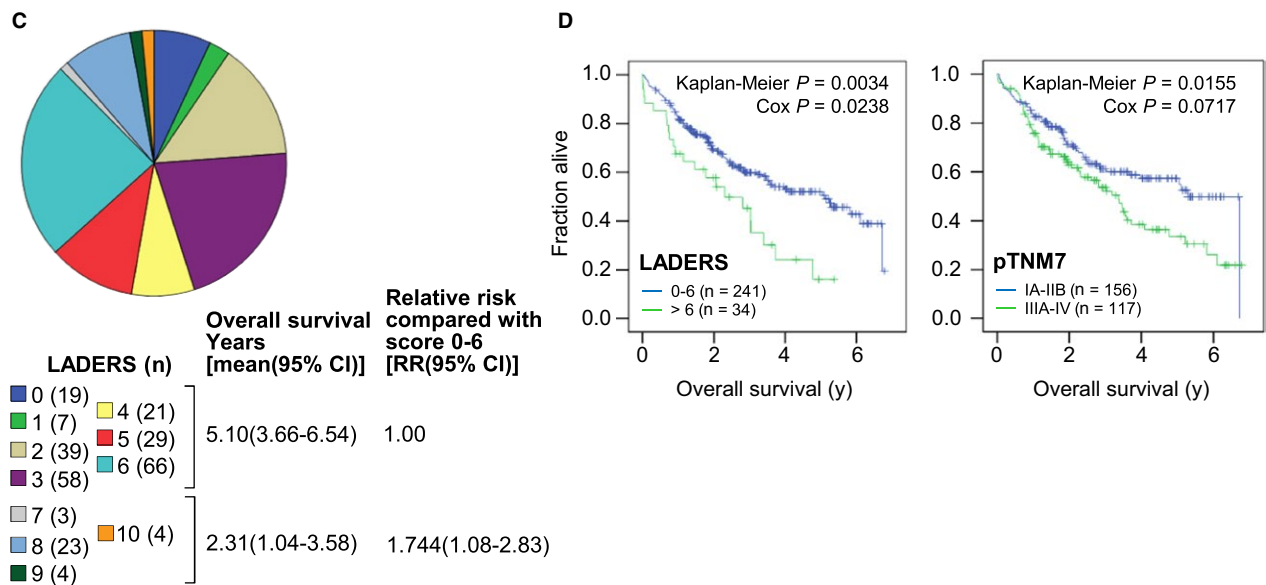 C
LADERS (n)
0 (19)
1 (7)
2 (39)
3 (58)
4 (21)
5 (29)
6 (66)
7 (3)
8 (23)
9 (4)
10 (4)
Overall survival
Years
[mean(95% CI)]
5.10(3.66-6.54)
2.31(1.04-3.58)
Relative risk
compared with
score 0-6
[RR(95% CI)]
1.00
1.744(1.08-2.83)
D
Fraction alive
1.0
0.8
0.6
0.4
0.2
0.0
Kaplan-Meier P = 0.0034
Cox P = 0.0238
LADERS
0-6 (n = 241)
> 6 (n = 34)
0 2 4 6
Overall survival (y)
1.0
0.8
0.6
0.4
0.2
0.0
Kaplan-Meier P = 0.0155
Cox P = 0.0717
pTNM7
IA-IIB (n = 156)
IIIA-IV (n = 117)
0 2 4 6
Overall survival (y)